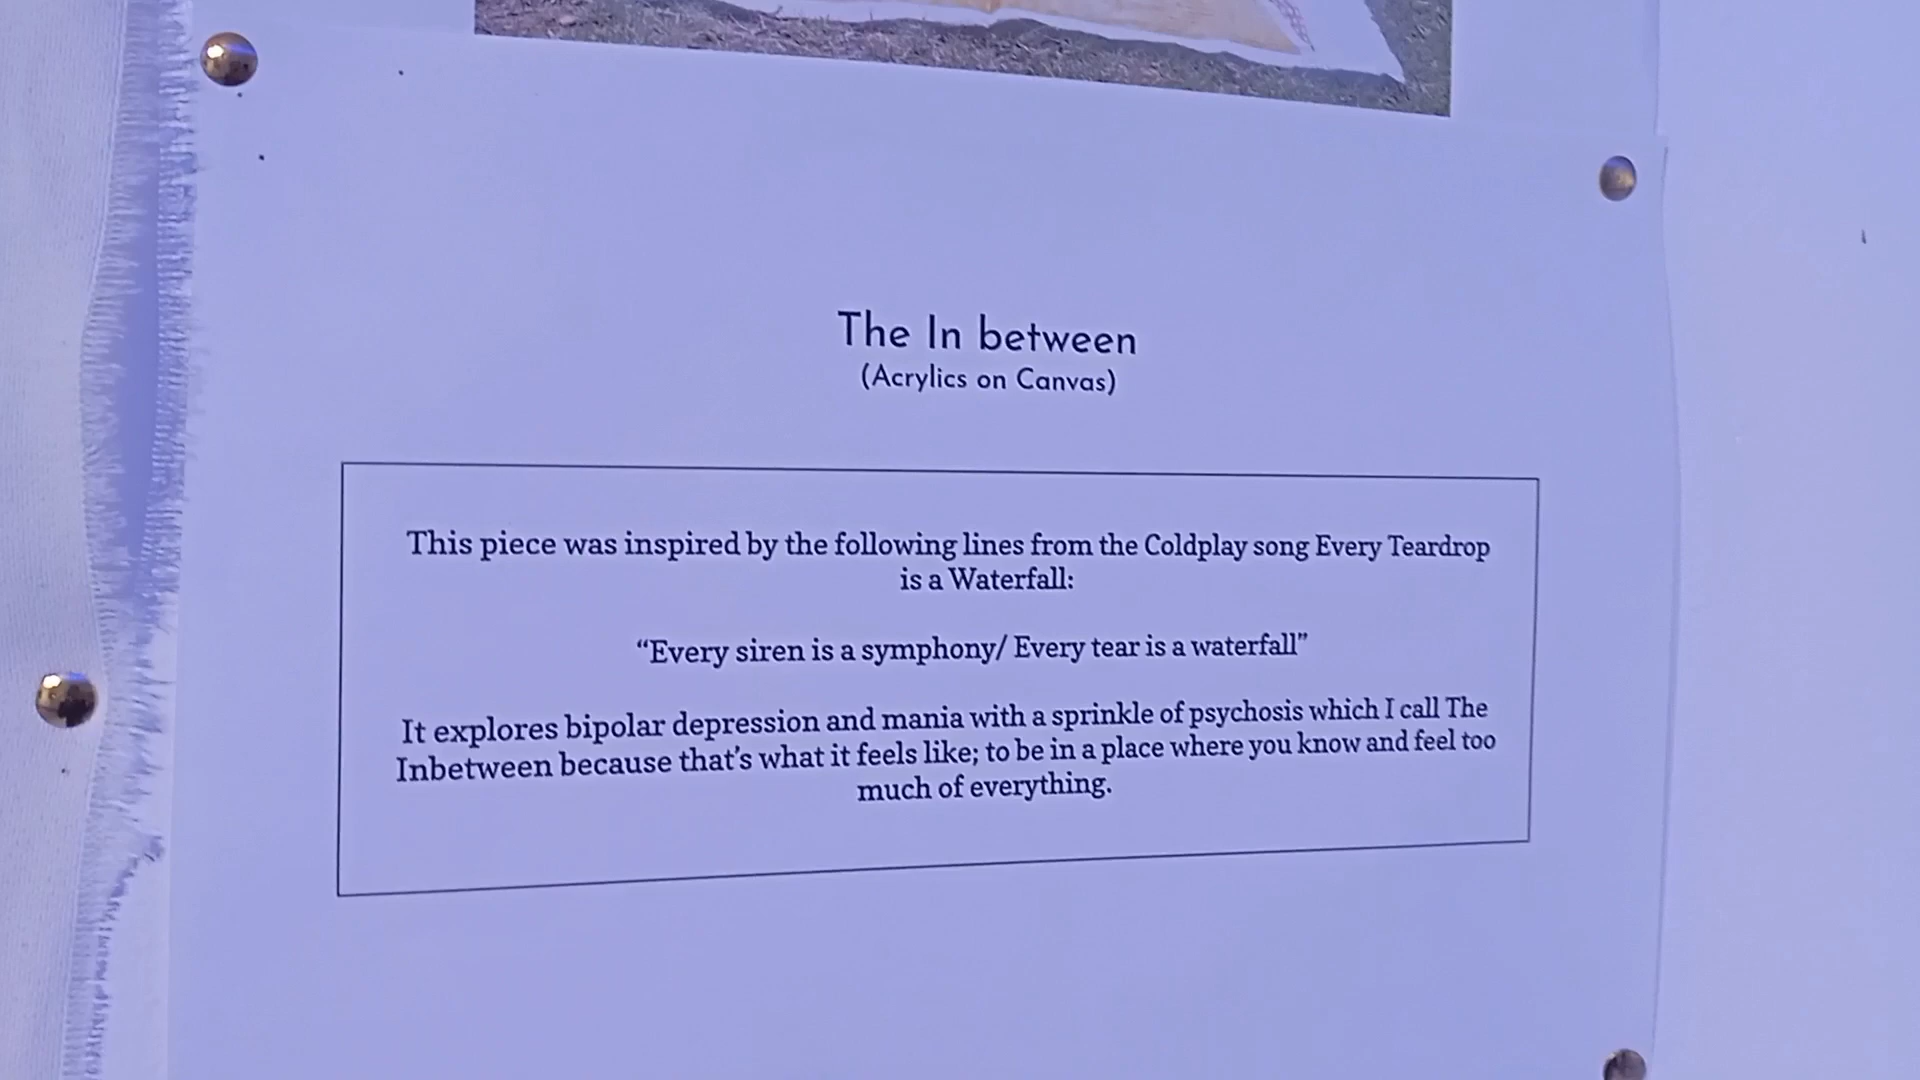 The In between
(Acrylics on Canvas)
This piece was inspired by the following lines from the Coldplay song Every Teardrop
is a Waterfall:
“Every siren is a symphony/ Every tear is a waterfall”
It explores bipolar depression and mania with a sprinkle of psychosis which I call The
Inbetween because that's what it feels like; to be in a place where you know and feel too
much of everything.